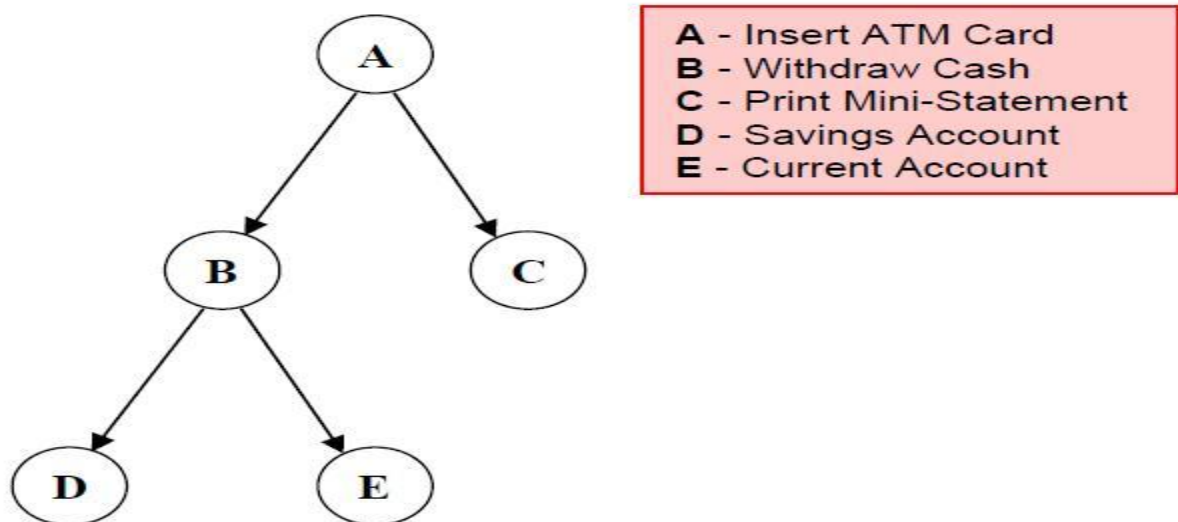 A
A - Insert ATM Card
B - Withdraw Cash
C - Print Mini-Statement
D - Savings Account
E - Current Account
B
C
D
E